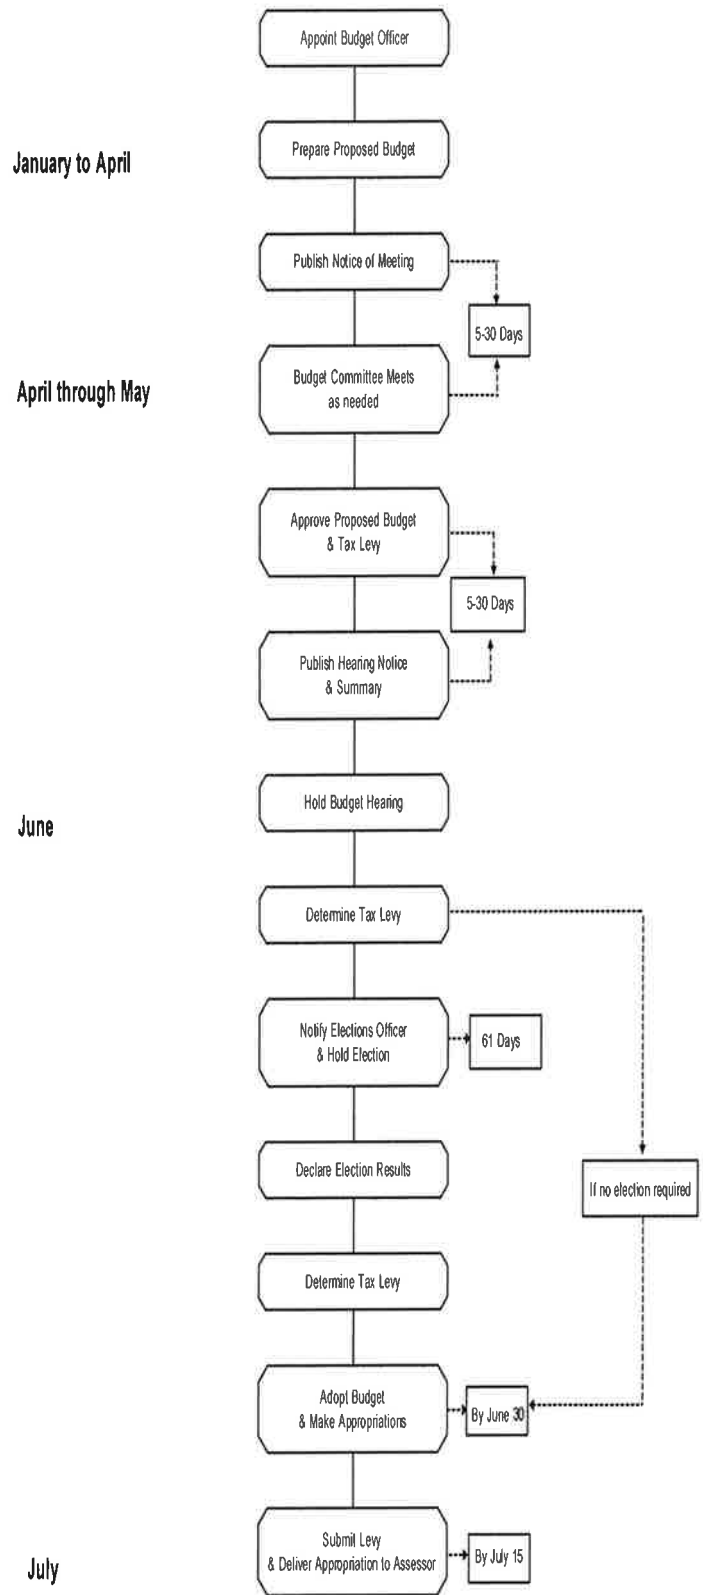 Appoint Budget Officer
January to April
Prepare Proposed Budget
Publish Notice of Meeting
5-30 Days
April through May
Budget Committee Meets
as needed
Approve Proposed Budget
& Tax Levy
5-30 Days
Publish Hearing Notice
& Summary
Hold Budget Hearing
June
Determine Tax Levy
Notify Elections Officer
& Hold Election
61 Days
Declare Election Results
If no election required
Determine Tax Levy
Adopt Budget
& Make Appropriations
By June 30
Submit Levy
& Deliver Appropriation to Assessor
By July 15
July